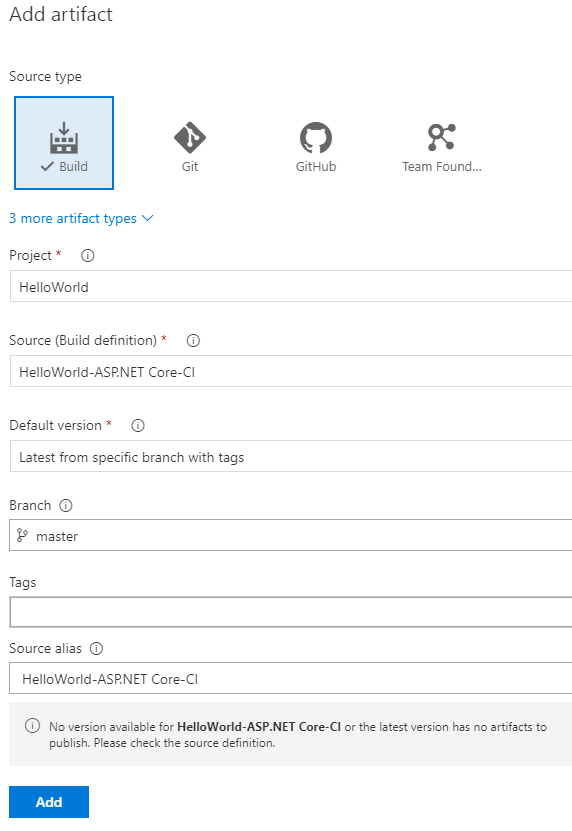 Add artifact
Source type
Build
Git
GitHub
Team Found...
3 more artifact types
Project *
HelloWorld
Source (Build definition) *
HelloWorld-ASP.NET Core-CI
Default version *
Latest from specific branch with tags
Branch
master
Tags
Source alias
HelloWorld-ASP.NET Core-CI
No version available for HelloWorld-ASP.NET Core-CI or the latest version has no artifacts to
publish. Please check the source definition.
Add